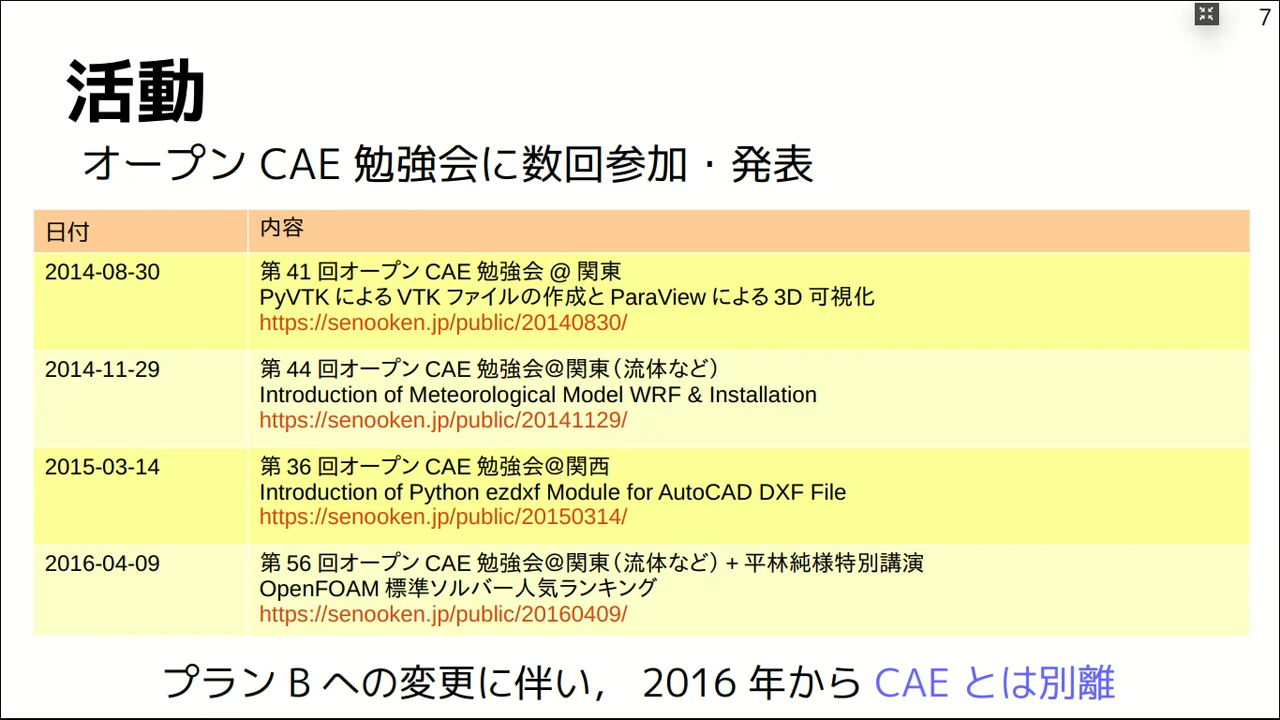 7
活動
オープン CAE 勉強会に数回参加・発表
日付
内容
2014-08-30
第 41 回オープン CAE 勉強会 @ 関東
PyVTK による VTK ファイルの作成と ParaView による 3D 可視化
https://senooken.jp/public/20140830/
2014-11-29
第 44 回オープン CAE 勉強会＠関東（流体など）
Introduction of Meteorological Model WRF & Installation
https://senooken.jp/public/20141129/
2015-03-14
第 36 回オープン CAE 勉強会＠関西
Introduction of Python ezdxf Module for AutoCAD DXF File
https://senooken.jp/public/20150314/
2016-04-09
第 56 回オープン CAE 勉強会＠関東（流体など） + 平林純様特別講演
OpenFOAM 標準ソルバー人気ランキング
https://senooken.jp/public/20160409/
プラン B への変更に伴い， 2016 年から CAE とは別離